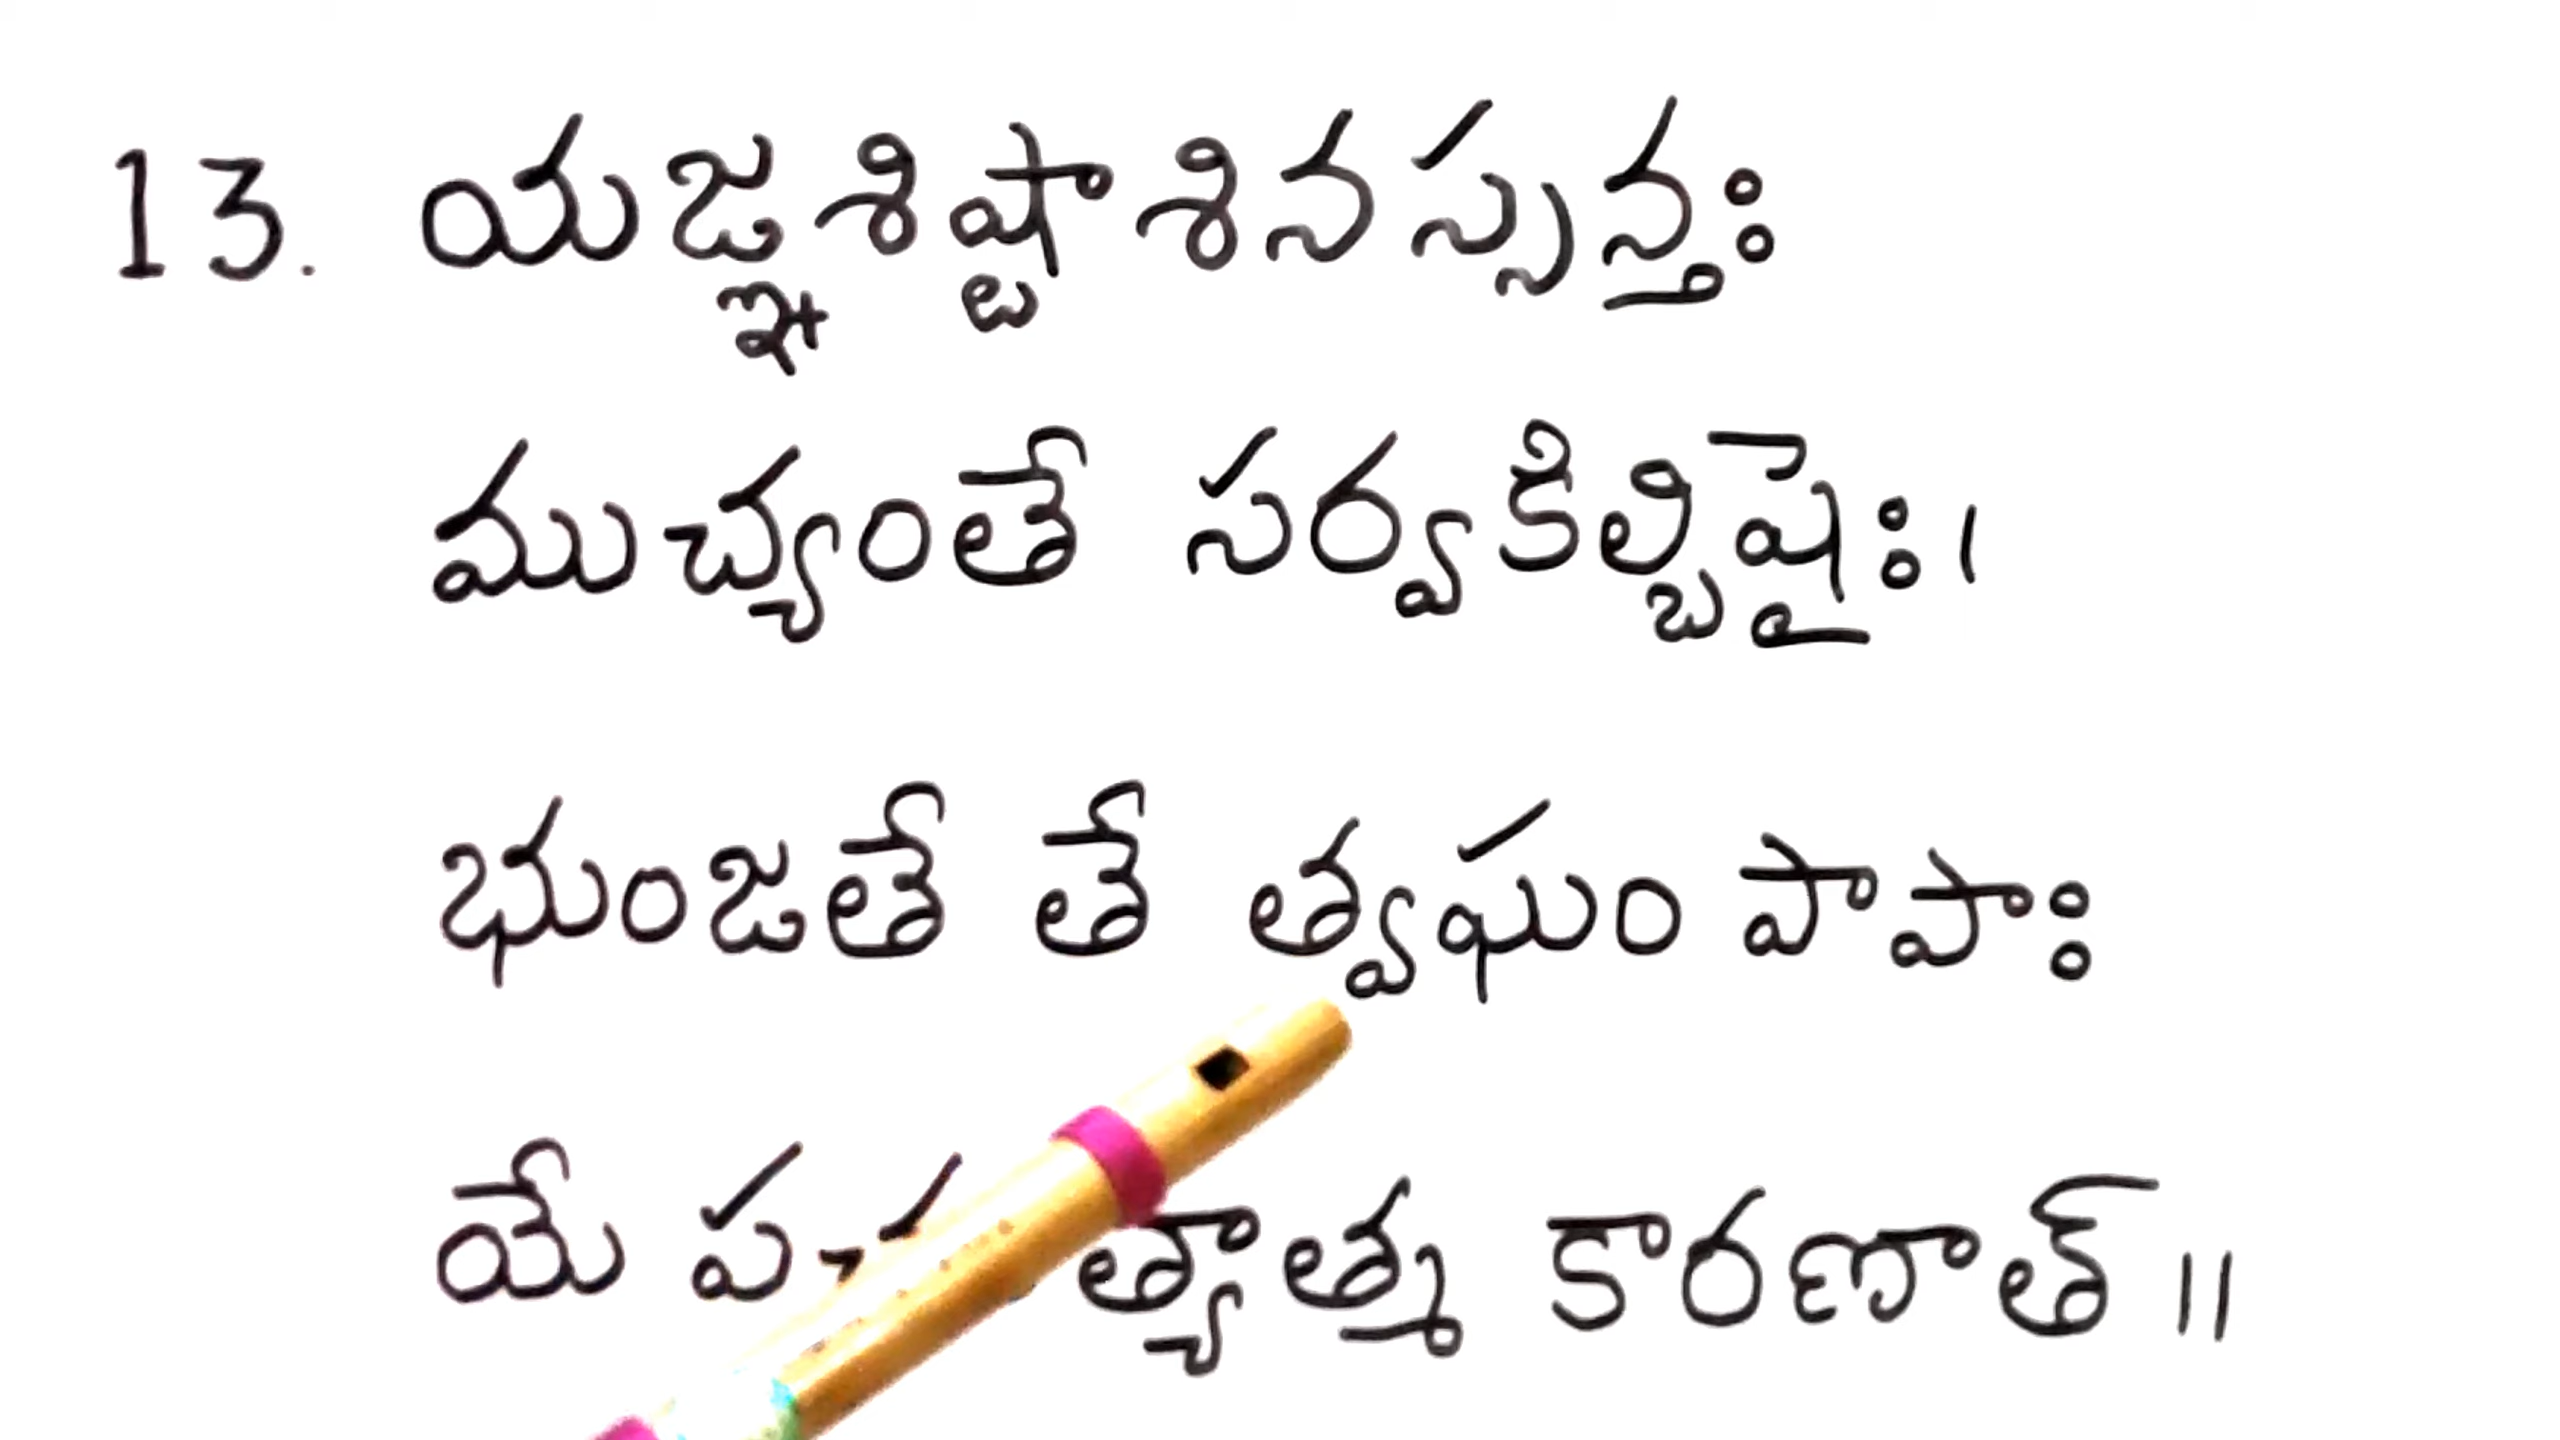 13. యజ్ఞశిష్టాశినస్సన్తః
ముచ్యంతే సర్వకిల్బిషైః।
భుంజతే తే త్వఘం పాపాః
యే కారణాత్॥